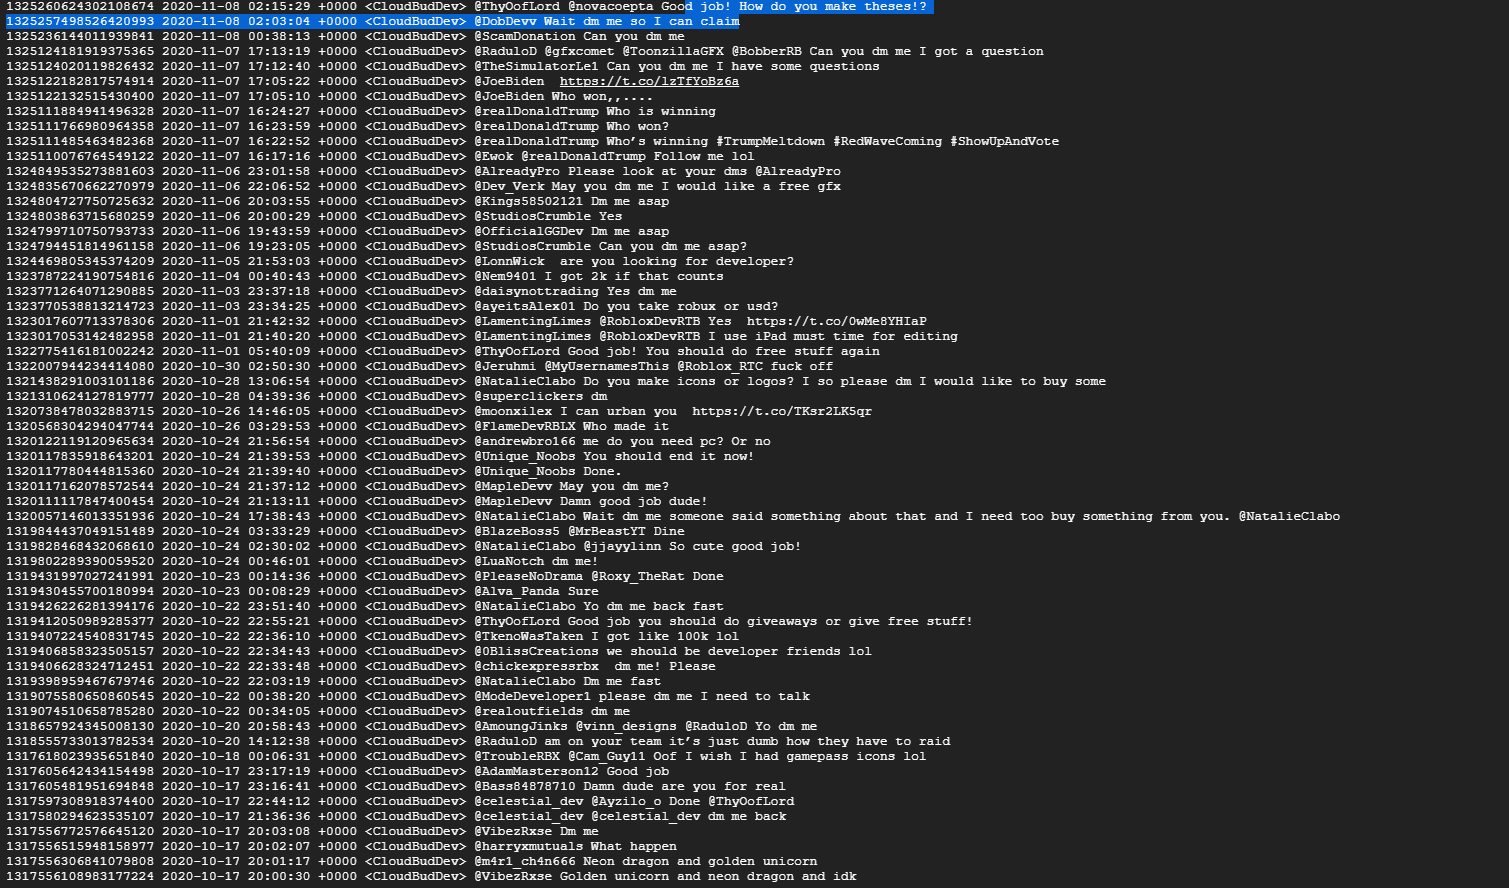 1325260624302108674 2020-11-08 02:15:29 +0000 <CloudBudDev> @ThyOofLord @novacoepta Good job! How do you make theses!?
1325257498526420993 2020-11-08 02:03:04 +0000 <CloudBudDev> @DobDevv Wait dm me so I can claim
1325236144011939841 2020-11-08 00:38:13 +0000 <CloudBudDev> @ScamDonation Can you dm me
1325124181919375365 2020-11-07 17:13:19 +0000 <CloudBudDev> @RaduloD @gfxcomet @ToonzillaGFX @BobberRB Can you dm me I got a question
1325124020119826432 2020-11-07 17:12:40 +0000 <CloudBudDev> @TheSimulatorLe1 Can you dm me I have some questions
1325122182817574914 2020-11-07 17:05:22 +0000 <CloudBudDev> @JoeBiden  https://t.co/lzTfYoBz6a
1325122132515430400 2020-11-07 17:05:10 +0000 <CloudBudDev> @JoeBiden Who won,,....
1325111884941496328 2020-11-07 16:24:27 +0000 <CloudBudDev> @realDonaldTrump Who is winning
1325111766980964358 2020-11-07 16:23:59 +0000 <CloudBudDev> @realDonaldTrump Who won?
1325111485463482368 2020-11-07 16:22:52 +0000 <CloudBudDev> @realDonaldTrump Who’s winning #TrumpMeltdown #RedWaveComing #ShowUpAndVote
1325110076764549122 2020-11-07 16:17:16 +0000 <CloudBudDev> @Ewok @realDonaldTrump Follow me lol
1324849535273881603 2020-11-06 23:01:58 +0000 <CloudBudDev> @AlreadyPro Please look at your dms @AlreadyPro
1324835670662270979 2020-11-06 22:06:52 +0000 <CloudBudDev> @Dev_Verk May you dm me I would like a free gfx
1324804727750725632 2020-11-06 20:03:55 +0000 <CloudBudDev> @Kings58502121 Dm me asap
1324803863715680259 2020-11-06 20:00:29 +0000 <CloudBudDev> @StudiosCrumble Yes
1324799710750793733 2020-11-06 19:43:59 +0000 <CloudBudDev> @OfficialGGDev Dm me asap
1324794451814961158 2020-11-06 19:23:05 +0000 <CloudBudDev> @StudiosCrumble Can you dm me asap?
1324469805345374209 2020-11-05 21:53:03 +0000 <CloudBudDev> @LonnWick  are you looking for developer?
1323787224190754816 2020-11-04 00:40:43 +0000 <CloudBudDev> @Nem9401 I got 2k if that counts
1323771264071290885 2020-11-03 23:37:18 +0000 <CloudBudDev> @daisynottrading Yes dm me
1323770538813214723 2020-11-03 23:34:25 +0000 <CloudBudDev> @ayeitsAlex01 Do you take robux or usd?
1323017607713378306 2020-11-01 21:42:32 +0000 <CloudBudDev> @LamentingLimes @RobloxDevRTB Yes  https://t.co/0wMe8YHIaP
1323017053142482958 2020-11-01 21:40:20 +0000 <CloudBudDev> @LamentingLimes @RobloxDevRTB I use iPad must time for editing
1322775416181002242 2020-11-01 05:40:09 +0000 <CloudBudDev> @ThyOofLord Good job! You should do free stuff again
1322007944234414080 2020-10-30 02:50:30 +0000 <CloudBudDev> @Jeruhmi @MyUsernamesThis @Roblox_RTC fuck off
1321438291003101186 2020-10-28 13:06:54 +0000 <CloudBudDev> @NatalieClabo Do you make icons or logos? I so please dm I would like to buy some
1321310624127819777 2020-10-28 04:39:36 +0000 <CloudBudDev> @superclickers dm
1320738478032883715 2020-10-26 14:46:05 +0000 <CloudBudDev> @moonxilex I can urban you  https://t.co/TKsr2LK5qr
1320568304294047744 2020-10-26 03:29:53 +0000 <CloudBudDev> @FlameDevRBLX Who made it
1320122119120965634 2020-10-24 21:56:54 +0000 <CloudBudDev> @andrewbro166 me do you need pc? Or no
1320117835918643201 2020-10-24 21:39:53 +0000 <CloudBudDev> @Unique_Noobs You should end it now!
1320117780444815360 2020-10-24 21:39:40 +0000 <CloudBudDev> @Unique_Noobs Done.
1320117162078572544 2020-10-24 21:37:12 +0000 <CloudBudDev> @MapleDevv May you dm me?
1320111117847400454 2020-10-24 21:13:11 +0000 <CloudBudDev> @MapleDevv Damn good job dude!
1320057146013351936 2020-10-24 17:38:43 +0000 <CloudBudDev> @NatalieClabo Wait dm me someone said something about that and I need too buy something from you. @NatalieClabo
1319844437049151489 2020-10-24 03:33:29 +0000 <CloudBudDev> @BlazeBoss5 @MrBeastYT Dine
1319828468432068610 2020-10-24 02:30:02 +0000 <CloudBudDev> @NatalieClabo @jjayylinn So cute good job!
1319802289390059520 2020-10-24 00:46:01 +0000 <CloudBudDev> @LuaNotch dm me!
1319431997027241991 2020-10-23 00:14:36 +0000 <CloudBudDev> @PleaseNoDrama @Roxy_TheRat Done
1319430455700180994 2020-10-23 00:08:29 +0000 <CloudBudDev> @Alva_Panda Sure
1319426226281394176 2020-10-22 23:51:40 +0000 <CloudBudDev> @NatalieClabo Yo dm me back fast
1319412050989285377 2020-10-22 22:55:21 +0000 <CloudBudDev> @ThyOofLord Good job you should do giveaways or give free stuff!
1319407224540831745 2020-10-22 22:36:10 +0000 <CloudBudDev> @TkenoWasTaken I got like 100k lol
1319406858323505157 2020-10-22 22:34:43 +0000 <CloudBudDev> @0BlissCreations we should be developer friends lol
1319406628324712451 2020-10-22 22:33:48 +0000 <CloudBudDev> @chickexpressrbx  dm me! Please
1319398959467679746 2020-10-22 22:03:19 +0000 <CloudBudDev> @NatalieClabo Dm me fast
1319075580650860545 2020-10-22 00:38:20 +0000 <CloudBudDev> @ModeDeveloper1 please dm me I need to talk
1319074510658785280 2020-10-22 00:34:05 +0000 <CloudBudDev> @realoutfields dm me
1318657924345008130 2020-10-20 20:58:43 +0000 <CloudBudDev> @AmoungJinks @vinn_designs @RaduloD Yo dm me
1318555733013782534 2020-10-20 14:12:38 +0000 <CloudBudDev> @RaduloD am on your team it’s just dumb how they have to raid
1317618023935651840 2020-10-18 00:06:31 +0000 <CloudBudDev> @TroubleRBX @Cam_Guy11 Oof I wish I had gamepass icons lol
1317605642434154498 2020-10-17 23:17:19 +0000 <CloudBudDev> @AdamMasterson12 Good job
1317605481951694848 2020-10-17 23:16:41 +0000 <CloudBudDev> @Bass84878710 Damn dude are you for real
1317597308918374400 2020-10-17 22:44:12 +0000 <CloudBudDev> @celestial_dev @Ayzilo_o Done @ThyOofLord
1317580294623535107 2020-10-17 21:36:36 +0000 <CloudBudDev> @celestial_dev @celestial_dev dm me back
1317556772576645120 2020-10-17 20:03:08 +0000 <CloudBudDev> @VibezRxse Dm me
1317556515948158977 2020-10-17 20:02:07 +0000 <CloudBudDev> @harryxmutuals What happen
1317556306841079808 2020-10-17 20:01:17 +0000 <CloudBudDev> @m4r1_ch4n666 Neon dragon and golden unicorn
1317556108983177224 2020-10-17 20:00:30 +0000 <CloudBudDev> @VibezRxse Golden unicorn and neon dragon and idk